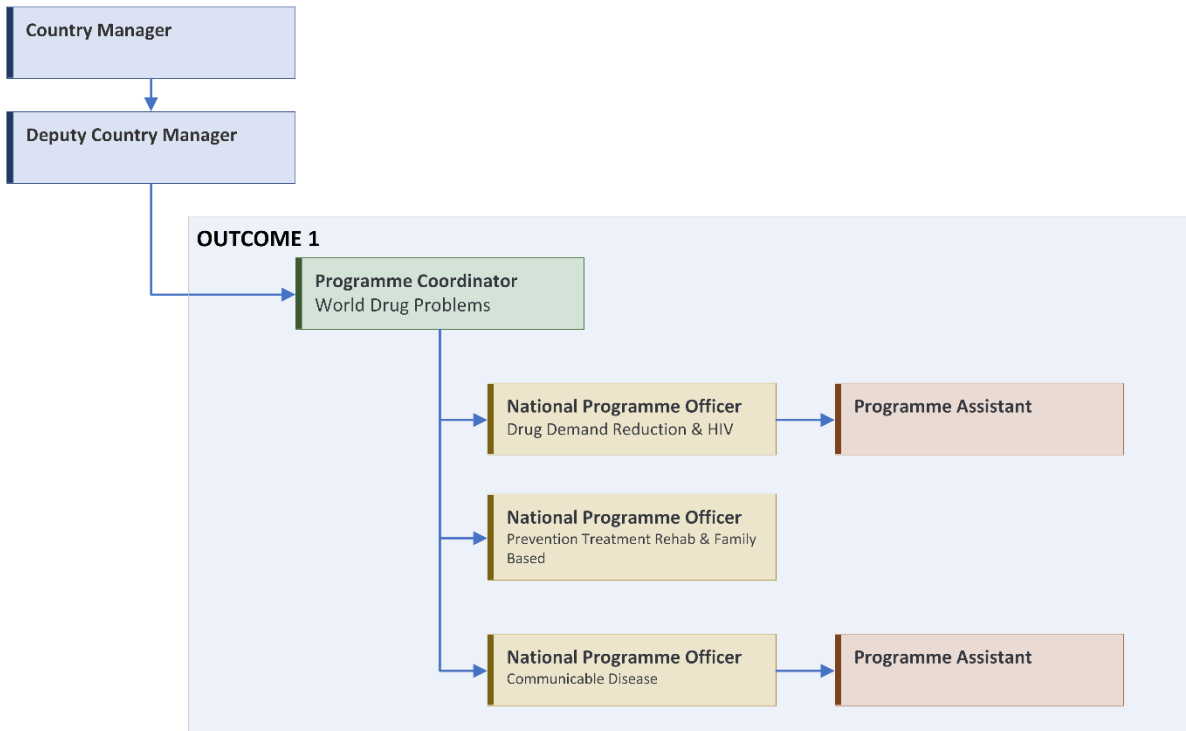 Country Manager
Deputy Country Manager
OUTCOME 1
Programme Coordinator
World Drug Problems
National Programme Officer
Drug Demand Reduction & HIV
Programme Assistant
National Programme Officer
Prevention Treatment Rehab & Family
Based
National Programme Officer
Communicable Disease
Programme Assistant